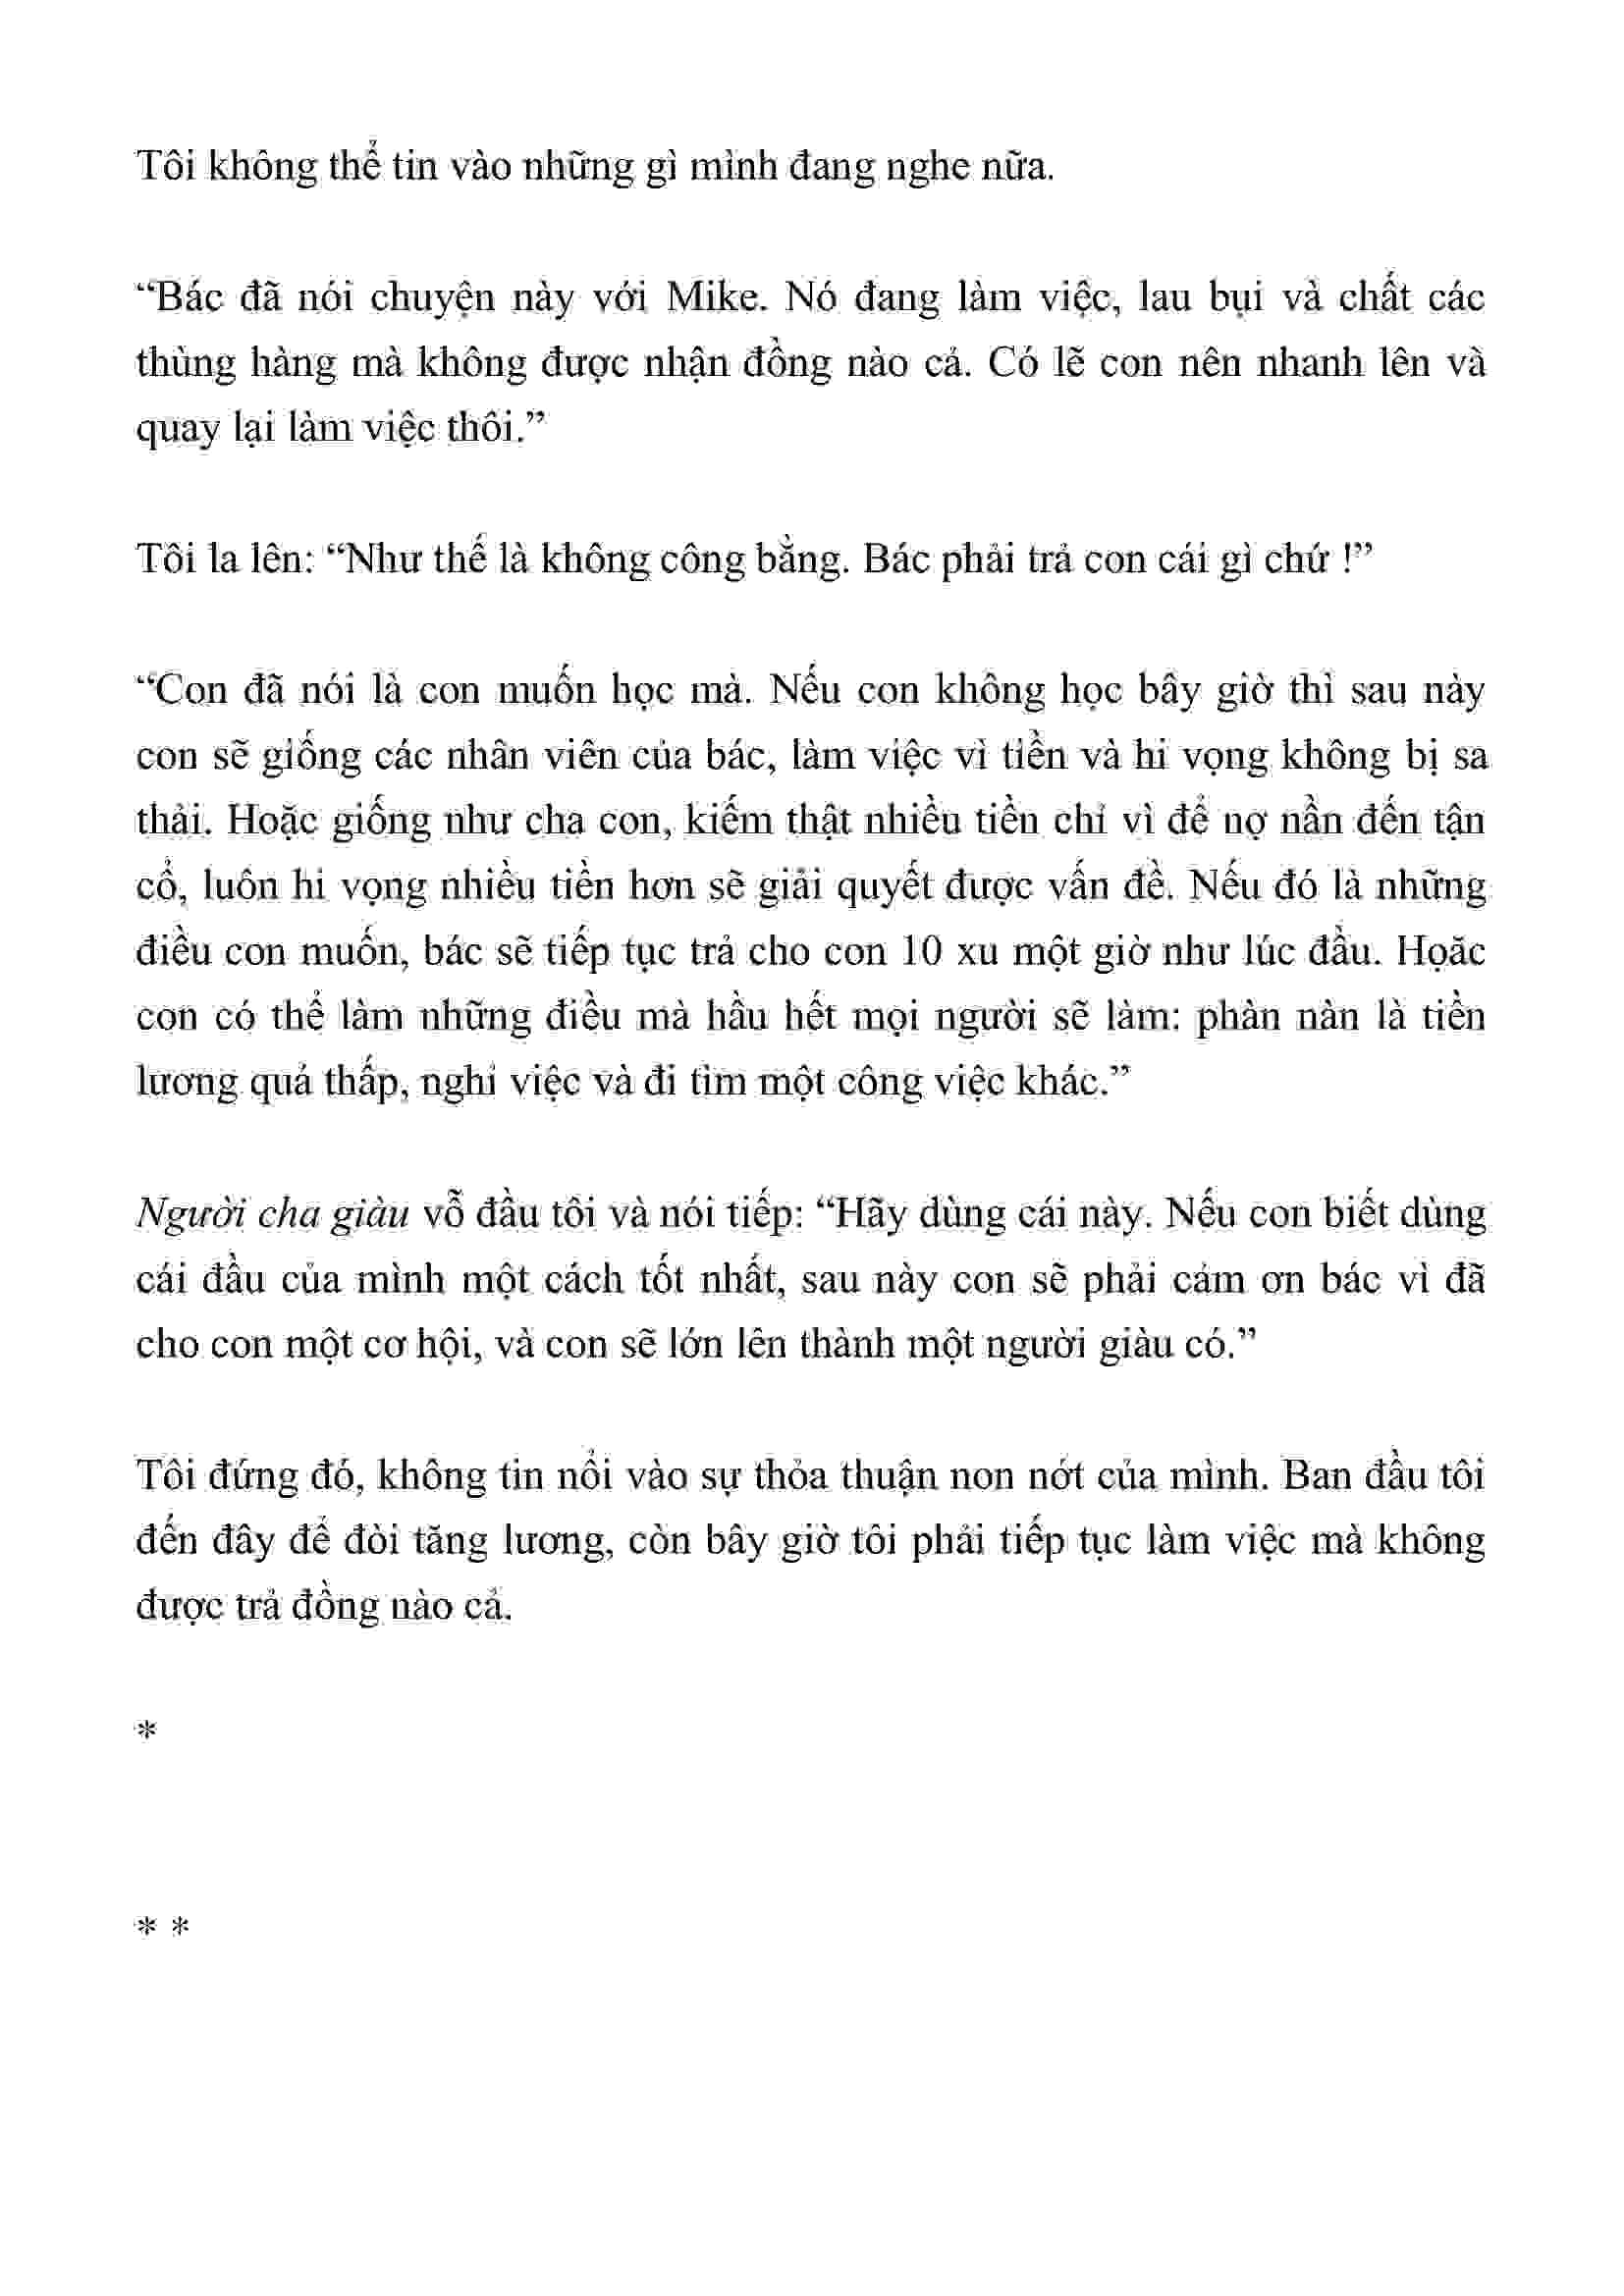 Tôi không thể tin vào những gì mình đang nghe nữa.
“Bác đã nói chuyện này với Mike. Nó đang làm việc, lau bụi và chất các
thùng hàng mà không được nhận đồng nào cả. Có lẽ con nên nhanh lên và
quay lại làm việc thôi.”
Tôi la lên: “Như thế là không công bằng. Bác phải trả con cái gì chứ !”
“Con đã nói là con muốn học mà. Nếu con không học bây giờ thì sau này
con sẽ giống các nhân viên của bác, làm việc vì tiền và hi vọng không bị sa
thải. Hoặc giống như cha con, kiếm thật nhiều tiền chỉ vì để nợ nần đến tận
cổ, luôn hi vọng nhiều tiền hơn sẽ giải quyết được vấn đề. Nếu đó là những
điều con muốn, bác sẽ tiếp tục trả cho con 10 xu một giờ như lúc đầu. Họặc
con có thể làm những điều mà hầu hết mọi người sẽ làm: phàn nàn là tiền
lương quá thấp, nghỉ việc và đi tìm một công việc khác.”
Người cha giàu vỗ đầu tôi và nói tiếp: “Hãy dùng cái này. Nếu con biết dùng
cái đầu của mình một cách tốt nhất, sau này con sẽ phải cám ơn bác vì đã
cho con một cơ hội, và con sẽ lớn lên thành một người giàu có.”
Tôi đứng đó, không tin nổi vào sự thỏa thuận non nớt của mình. Ban đầu tôi
đến đây để đòi tăng lương, còn bây giờ tôi phải tiếp tục làm việc mà không
được trả đồng nào cả.
*
* *